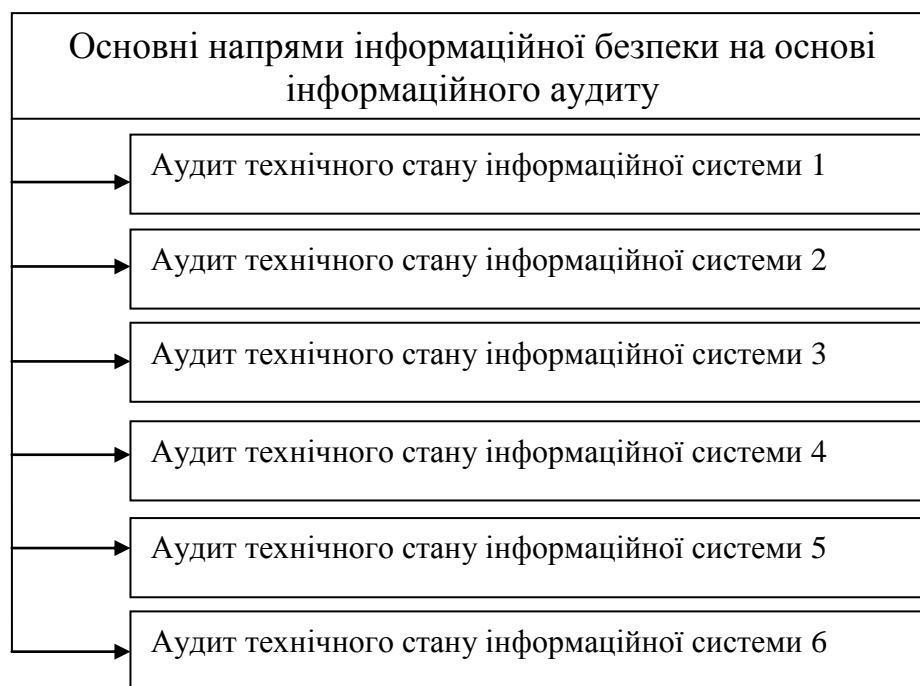 Основні напрями інформаційної безпеки на основі
інформаційного аудиту
Аудит технічного стану інформаційної системи 1
Аудит технічного стану інформаційної системи 2
Аудит технічного стану інформаційної системи 3
Аудит технічного стану інформаційної системи 4
Аудит технічного стану інформаційної системи 5
Аудит технічного стану інформаційної системи 6